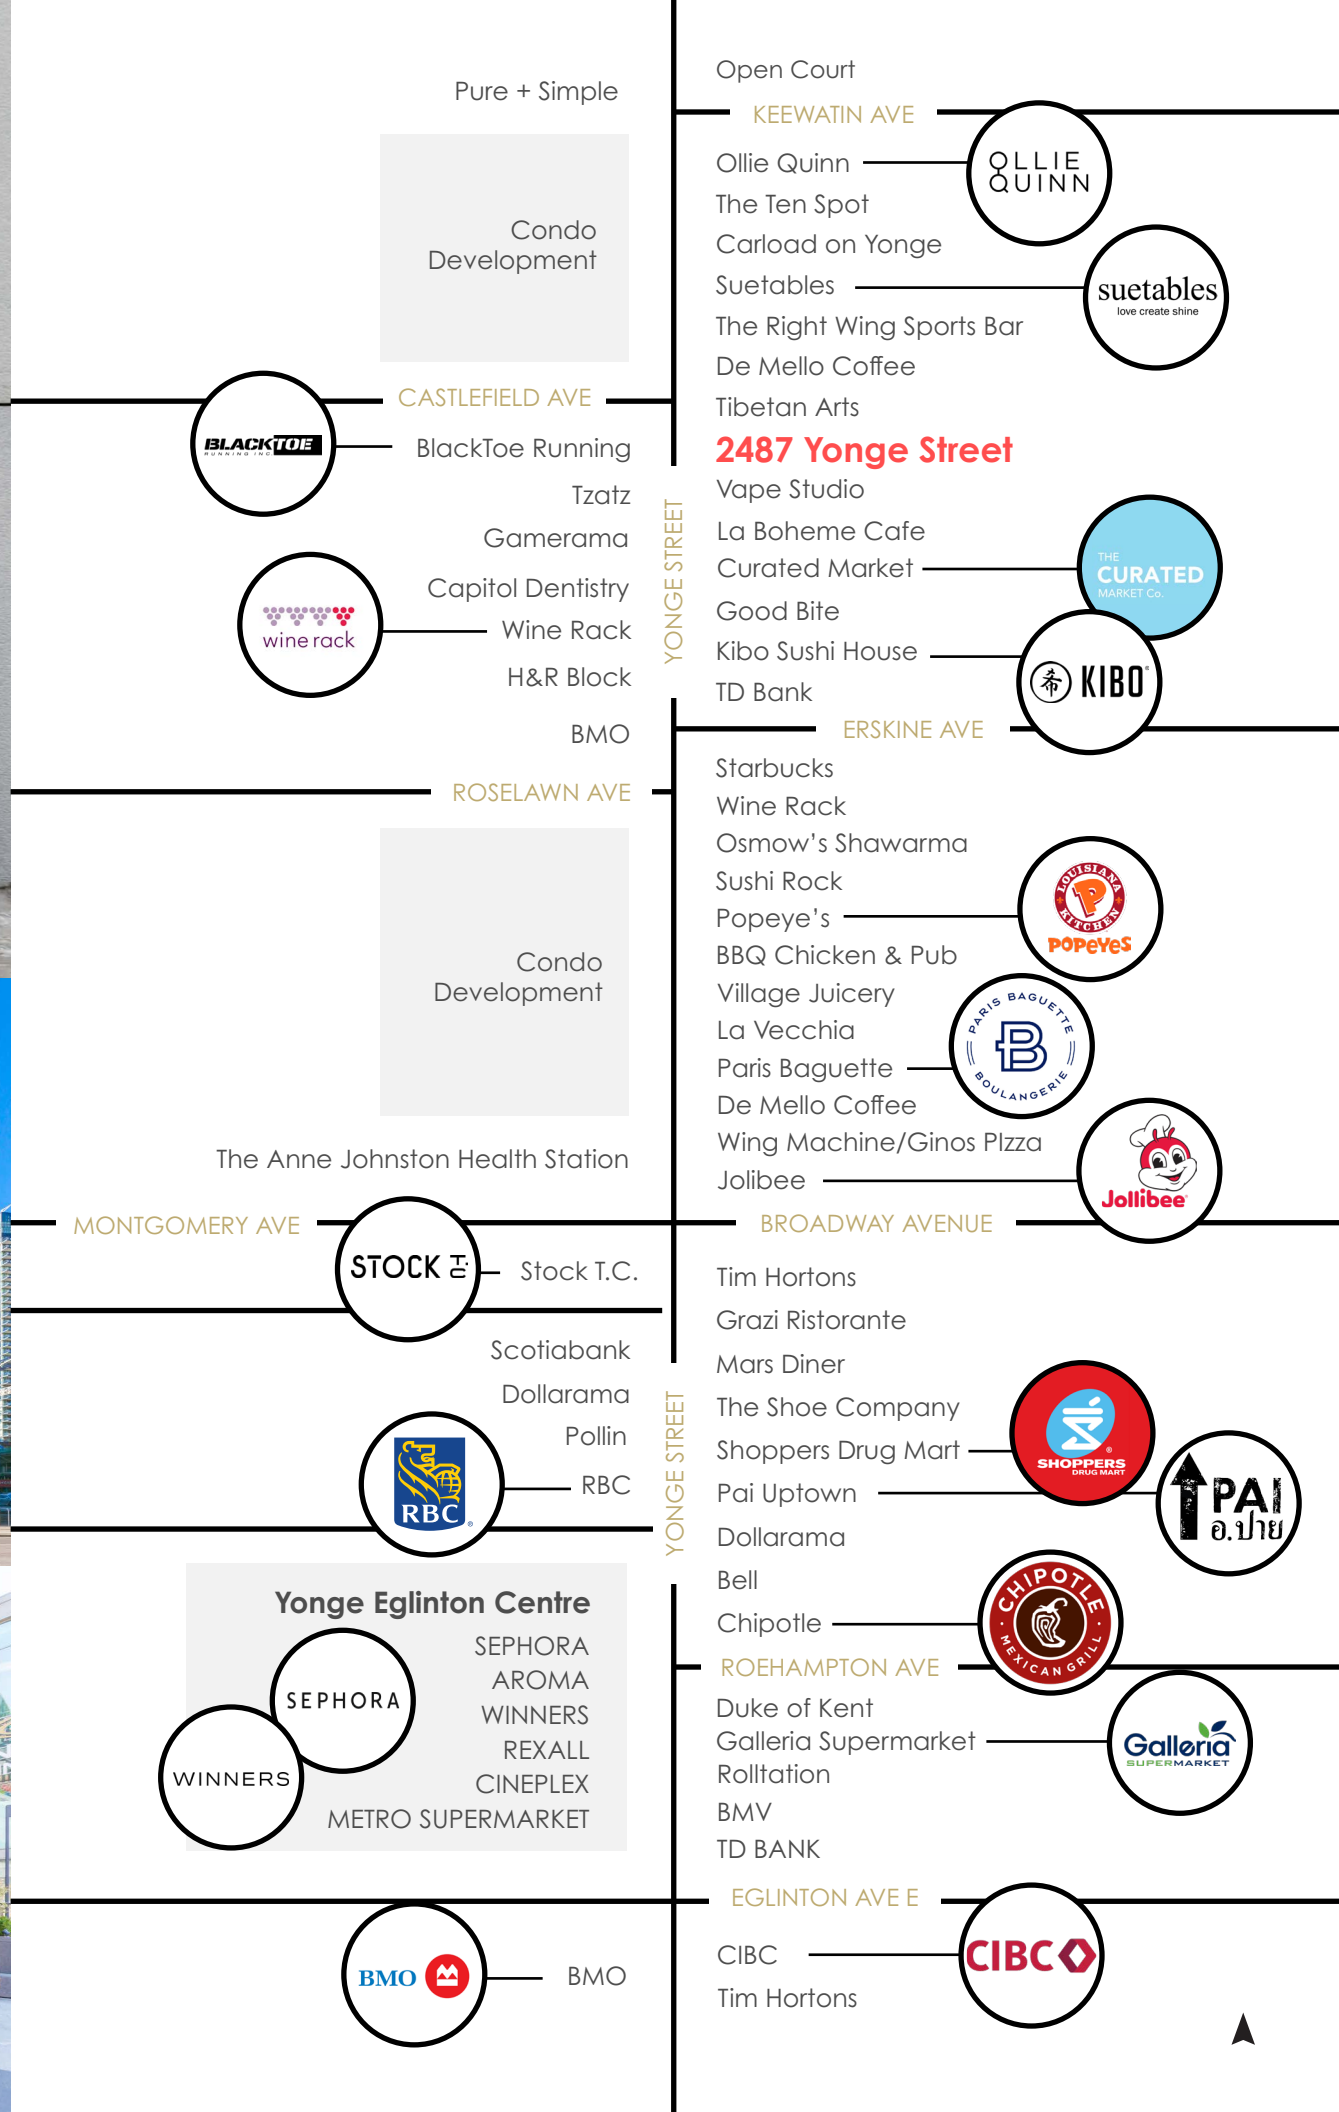 Open Court
Pure + Simple
KEEWATIN AVE
Ollie Quinn
OLLIE
QUINN
The Ten Spot
Condo
Development
Carload on Yonge
Suetables
suetables
love create shine
The Right Wing Sports Bar
De Mello Coffee
CASTLEFIELD AVE
Tibetan Arts
BLACKTOE
RUNNING INC.
BlackToe Running
2487 Yonge Street
Tzatz
Vape Studio
Gamerama
La Boheme Cafe
YONGE STREET
Curated Market
THE
CURATED
MARKET Co.
Capitol Dentistry
Good Bite
wine rack
Wine Rack
Kibo Sushi House
希 KIBO
H&R Block
TD Bank
BMO
ERSKINE AVE
Starbucks
ROSELAWN AVE
Wine Rack
Osmow's Shawarma
Sushi Rock
Popeye's
LOUISIANA
KITCHEN
POPEYES
Condo
Development
BBQ Chicken & Pub
Village Juicery
La Vecchia
Paris Baguette
PARIS BAGUETTE
B
BOULANGERIE
De Mello Coffee
Wing Machine/Ginos PIzza
The Anne Johnston Health Station
Jolibee
Jollibee
MONTGOMERY AVE
BROADWAY AVENUE
STOCK T.C
Stock T.C.
Tim Hortons
Grazi Ristorante
Scotiabank
Mars Diner
Dollarama
The Shoe Company
Pollin
Shoppers Drug Mart
SHOPPERS
DRUG MART
RBC
RBC
YONGE STREET
Pai Uptown
PAI
อ.ปาย
Dollarama
Bell
Yonge Eglinton Centre
Chipotle
CHIPOTLE
MEXICAN GRILL
SEPHORA
ROEHAMPTON AVE
AROMA
SEPHORA
WINNERS
Duke of Kent
Galleria Supermarket
Galleria
SUPERMARKET
REXALL
WINNERS
CINEPLEX
Rolltation
METRO SUPERMARKET
BMV
TD BANK
EGLINTON AVE E
CIBC
CIBC
BMO
BMO
Tim Hortons